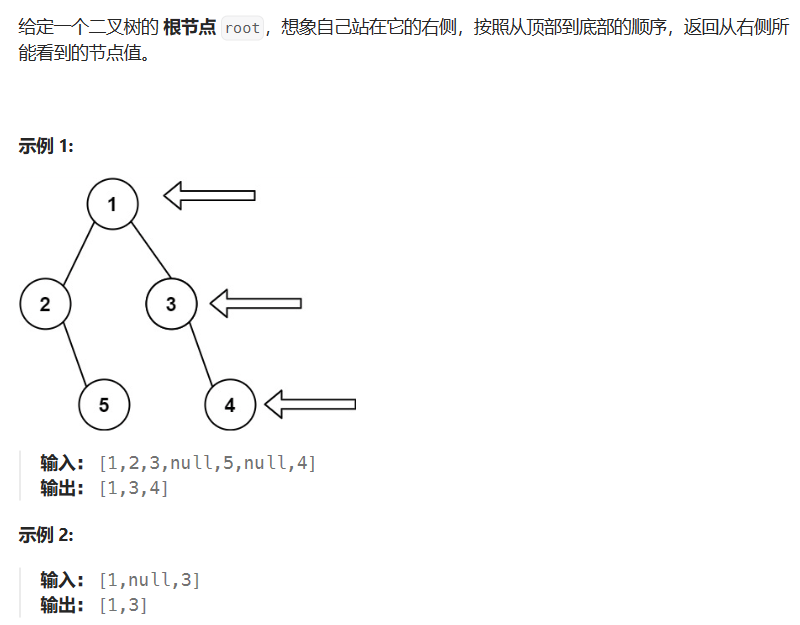 给定一个二叉树的 根节点 root，想象自己站在它的右侧，按照从顶部到底部的顺序，返回从右侧所
能看到的节点值。
示例 1:
1
2
3
5
4
输入： [1,2,3,null,5,null,4]
输出： [1,3,4]
示例 2:
输入： [1,null,3]
输出： [1,3]